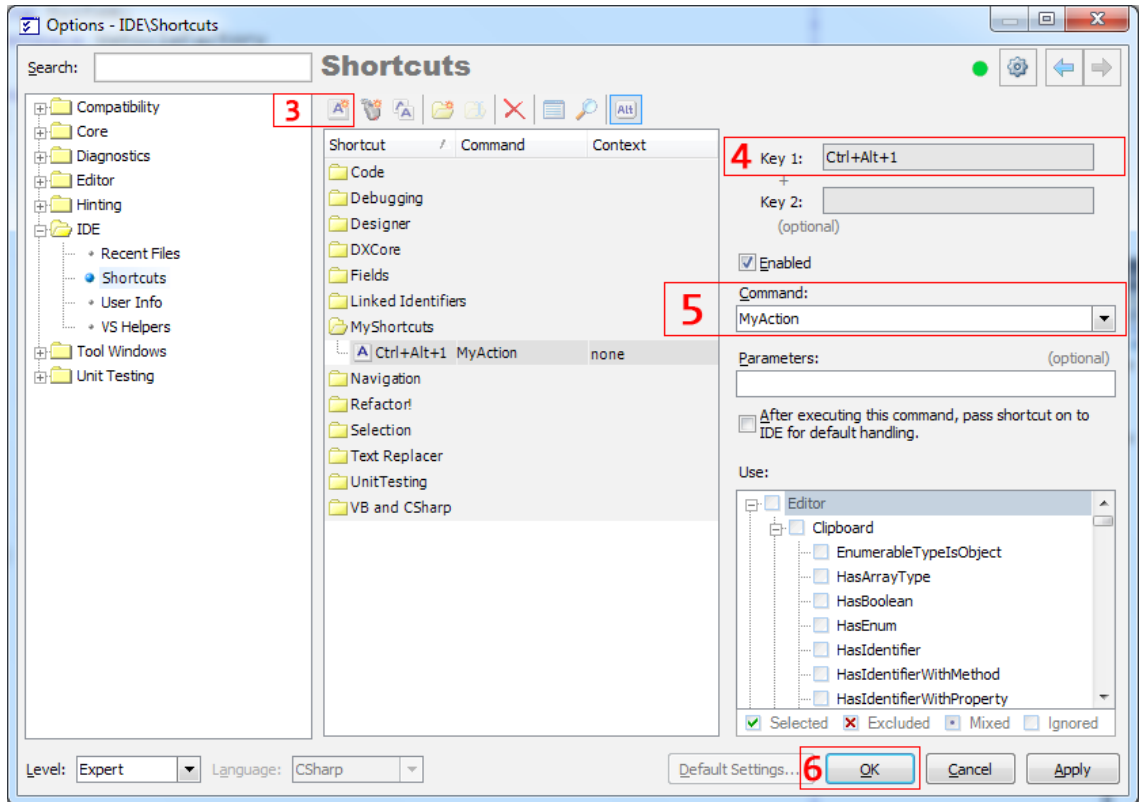 Options - IDE\Shortcuts
Search:
Shortcuts
Compatibility
Core
Diagnostics
Editor
Hinting
IDE
Recent Files
Shortcuts
User Info
VS Helpers
Tool Windows
Unit Testing
3
Alt
Shortcut / Command Context
Code
Debugging
Designer
DXCore
Fields
Linked Identifiers
MyShortcuts
A Ctrl+Alt+1 MyAction none
Navigation
Refactor!
Selection
Text Replacer
UnitTesting
VB and CSharp
4 Key 1: Ctrl+Alt+1
+
Key 2:
(optional)
Enabled
5 Command:
MyAction
Parameters: (optional)
After executing this command, pass shortcut on to
IDE for default handling.
Use:
Editor
Clipboard
EnumerableTypeIsObject
HasArrayType
HasBoolean
HasEnum
HasIdentifier
HasIdentifierWithMethod
HasIdentifierWithProperty
Selected Excluded Mixed Ignored
Level: Expert Language: CSharp Default Settings... 6 OK Cancel Apply